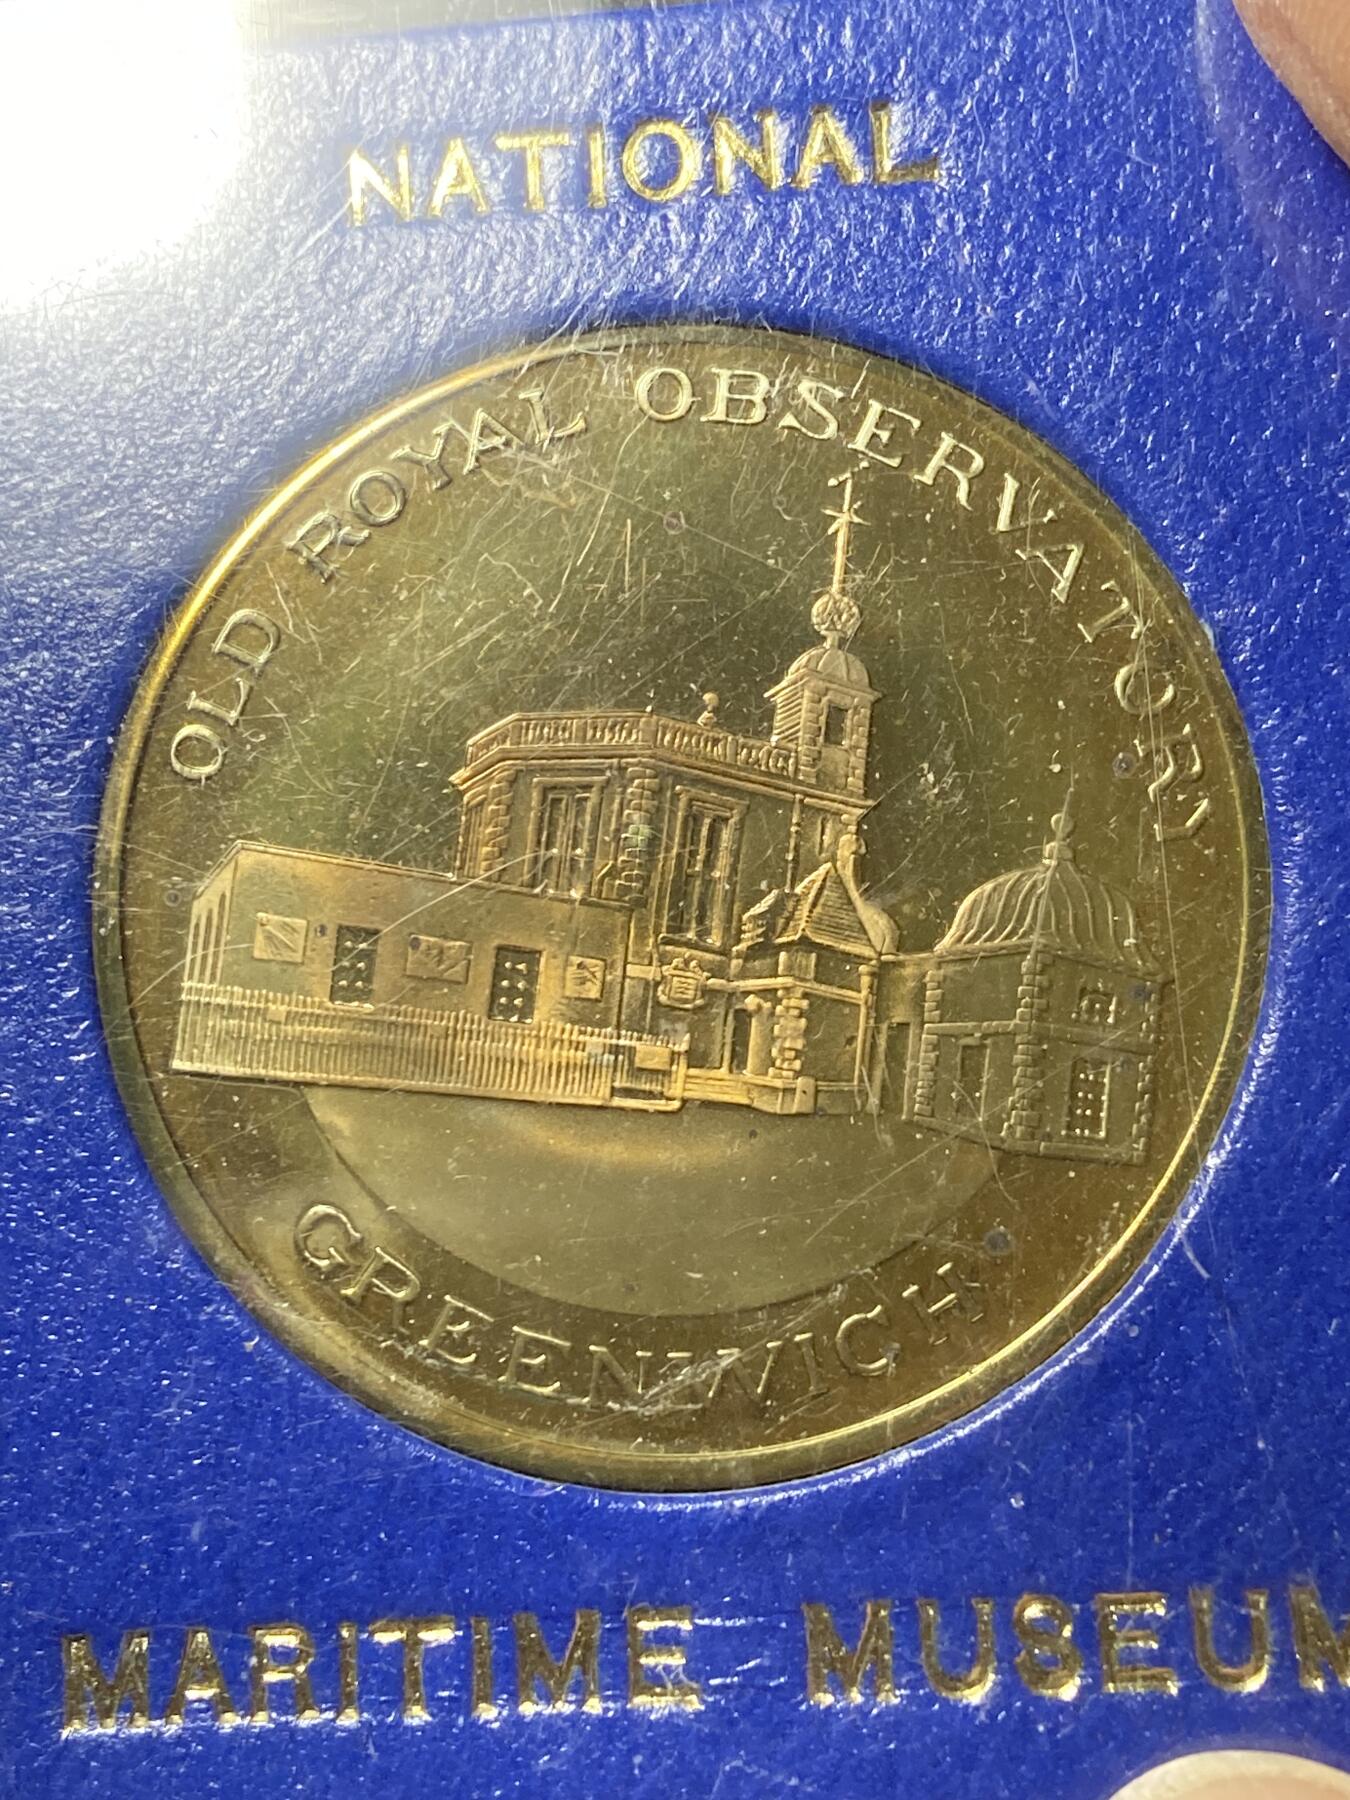 NATIONAL
OLD ROYAL OBSERVATORY
GREENWICH
MARITIME MUSEUM